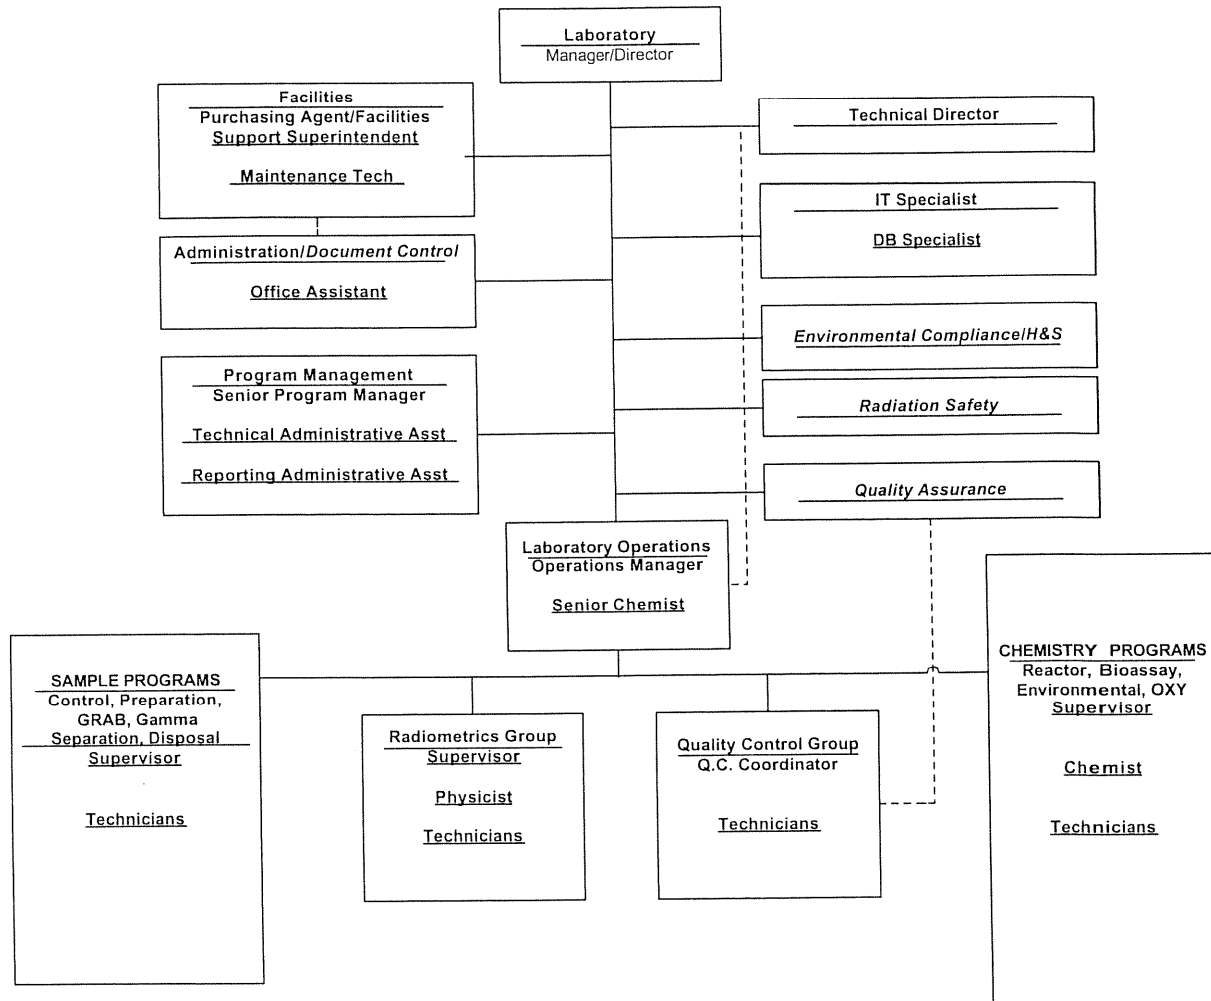 Laboratory
Manager/Director
Facilities
Purchasing Agent/Facilities
Support Superintendent
Maintenance Tech
Technical Director
IT Specialist
DB Specialist
Administration/Document Control
Office Assistant
Environmental Compliance/H&S
Program Management
Senior Program Manager
Technical Administrative Asst
Reporting Administrative Asst
Radiation Safety
Quality Assurance
Laboratory Operations
Operations Manager
Senior Chemist
SAMPLE PROGRAMS
Control, Preparation,
GRAB, Gamma
Separation, Disposal
Supervisor
Technicians
Radiometrics Group
Supervisor
Physicist
Technicians
Quality Control Group
Q.C. Coordinator
Technicians
CHEMISTRY PROGRAMS
Reactor, Bioassay,
Environmental, OXY
Supervisor
Chemist
Technicians